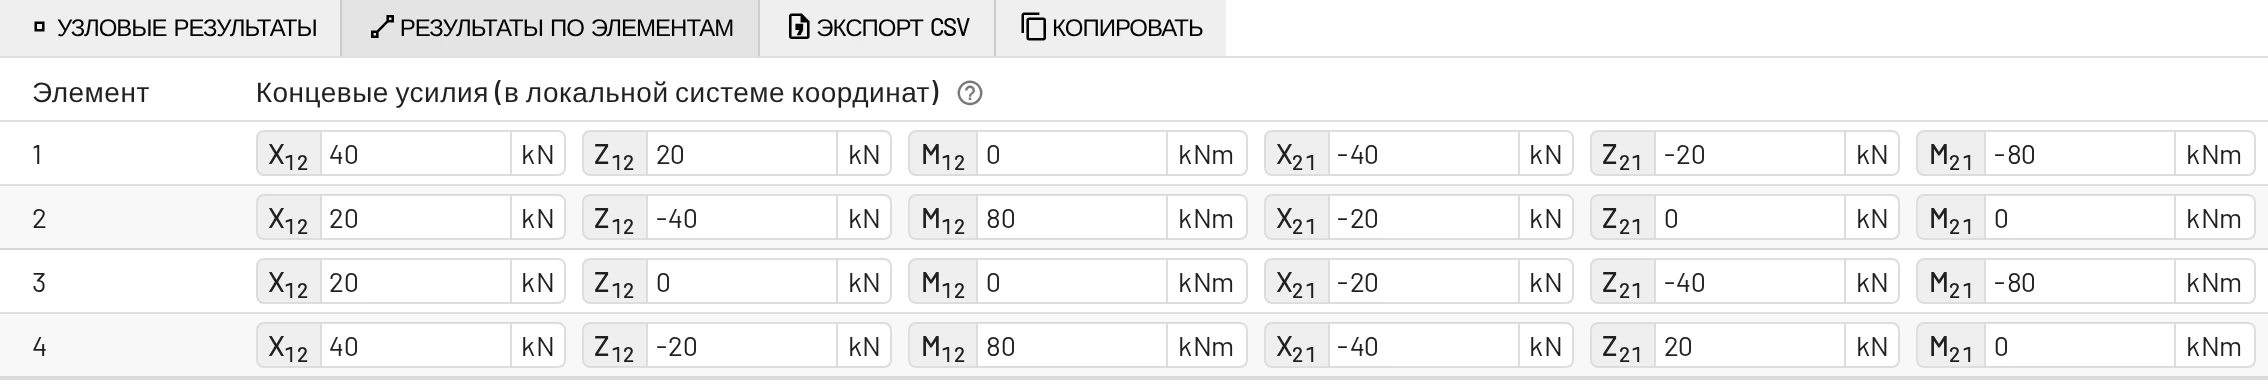 УЗЛОВЫЕ РЕЗУЛЬТАТЫ РЕЗУЛЬТАТЫ ПО ЭЛЕМЕНТАМ ЭКСПОРТ CSV КОПИРОВАТЬ
Элемент Концевые усилия (в локальной системе координат) ?
1 X12 40 kN Z12 20 kN M12 0 kNm X21 -40 kN Z21 -20 kN M21 -80 kNm
2 X12 20 kN Z12 -40 kN M12 80 kNm X21 -20 kN Z21 0 kN M21 0 kNm
3 X12 20 kN Z12 0 kN M12 0 kNm X21 -20 kN Z21 -40 kN M21 -80 kNm
4 X12 40 kN Z12 -20 kN M12 80 kNm X21 -40 kN Z21 20 kN M21 0 kNm